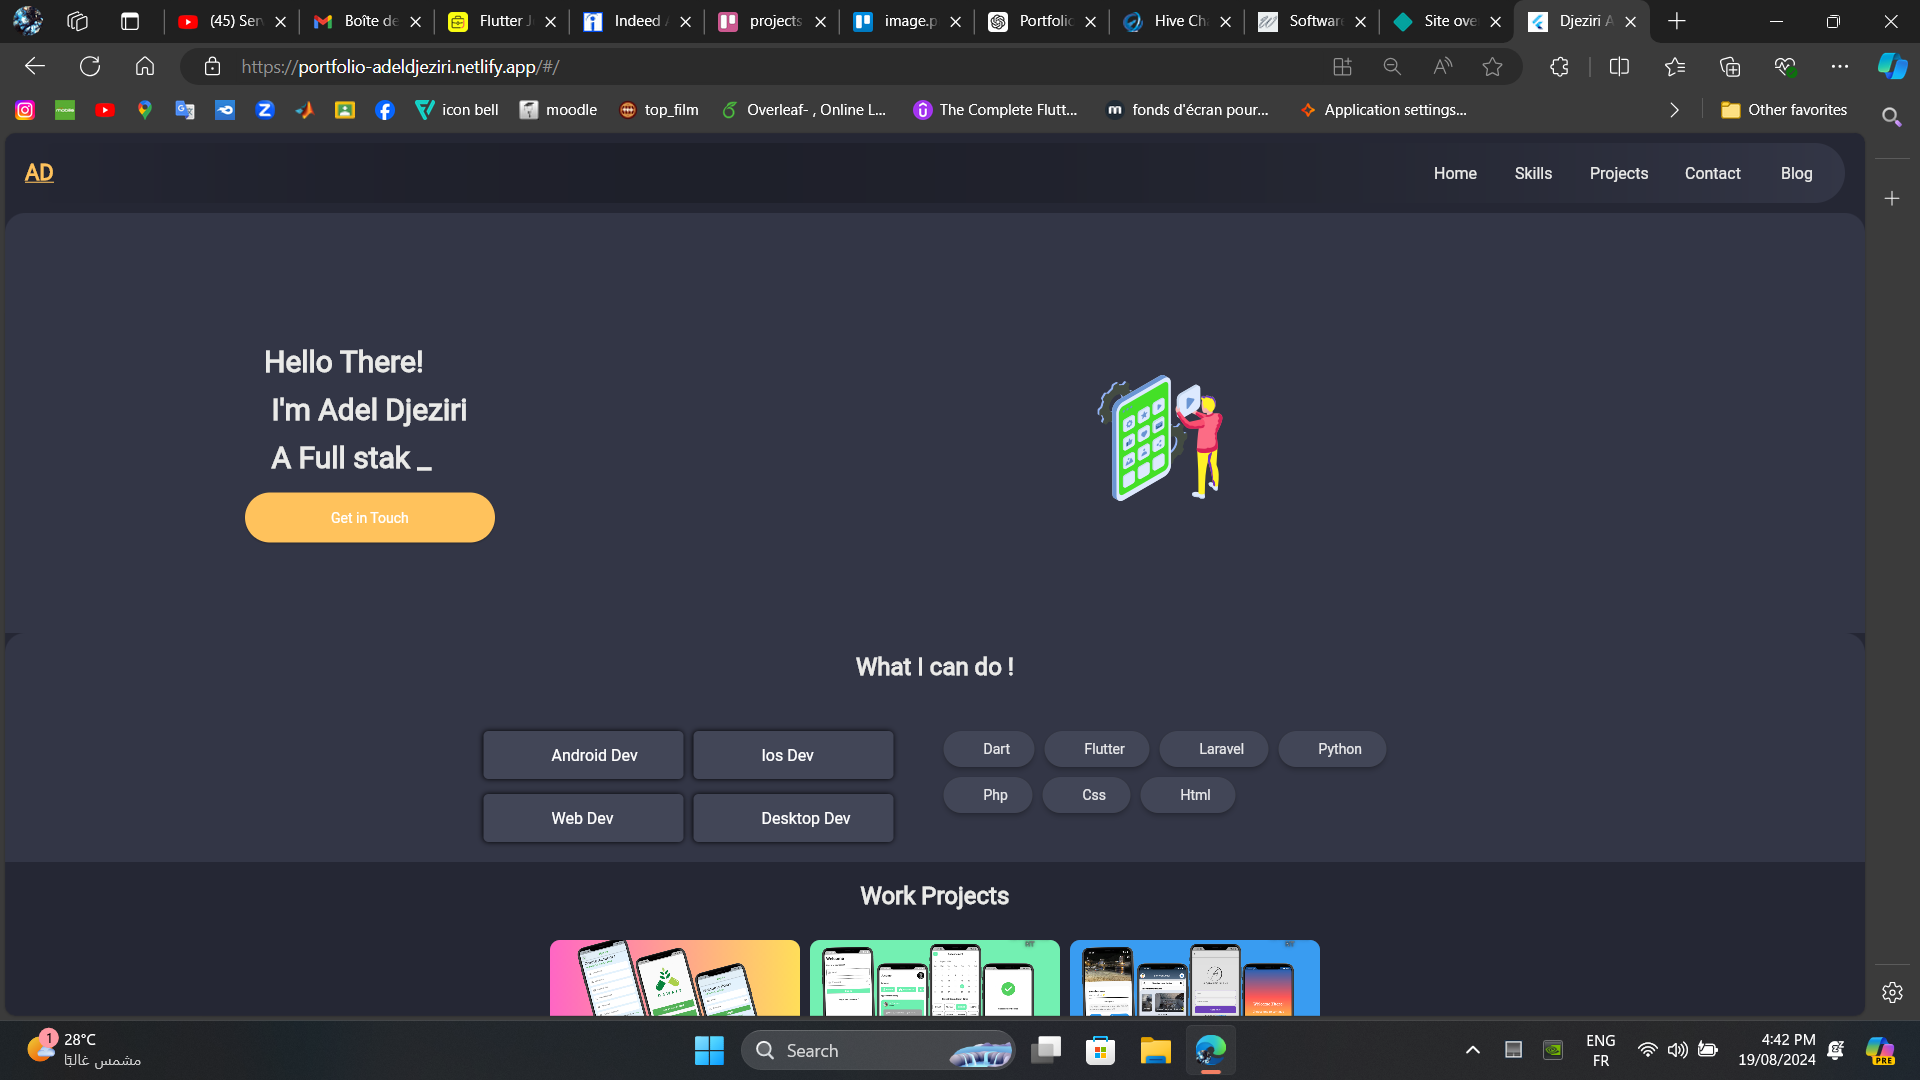 (45) Ser
Boîte de
Flutter J
Indeed
projects
image.p
Portfolio
Hive Ch
Software
Site ove
Djeziri A
https://portfolio-adeldjeziri.netlify.app/#/
icon bell
moodle
top_film
Overleaf- , Online L...
The Complete Flutt...
fonds d'écran pour...
Application settings...
Other favorites
AD
Home Skills Projects Contact Blog
Hello There!
I'm Adel Djeziri
A Full stak _
Get in Touch
What I can do !
Android Dev
Ios Dev
Web Dev
Desktop Dev
Dart Flutter Laravel Python
Php Css Html
Work Projects
Welcome
1
28°C
مشمس غالبًا
Search
ENG
FR
4:42 PM
19/08/2024
PRE